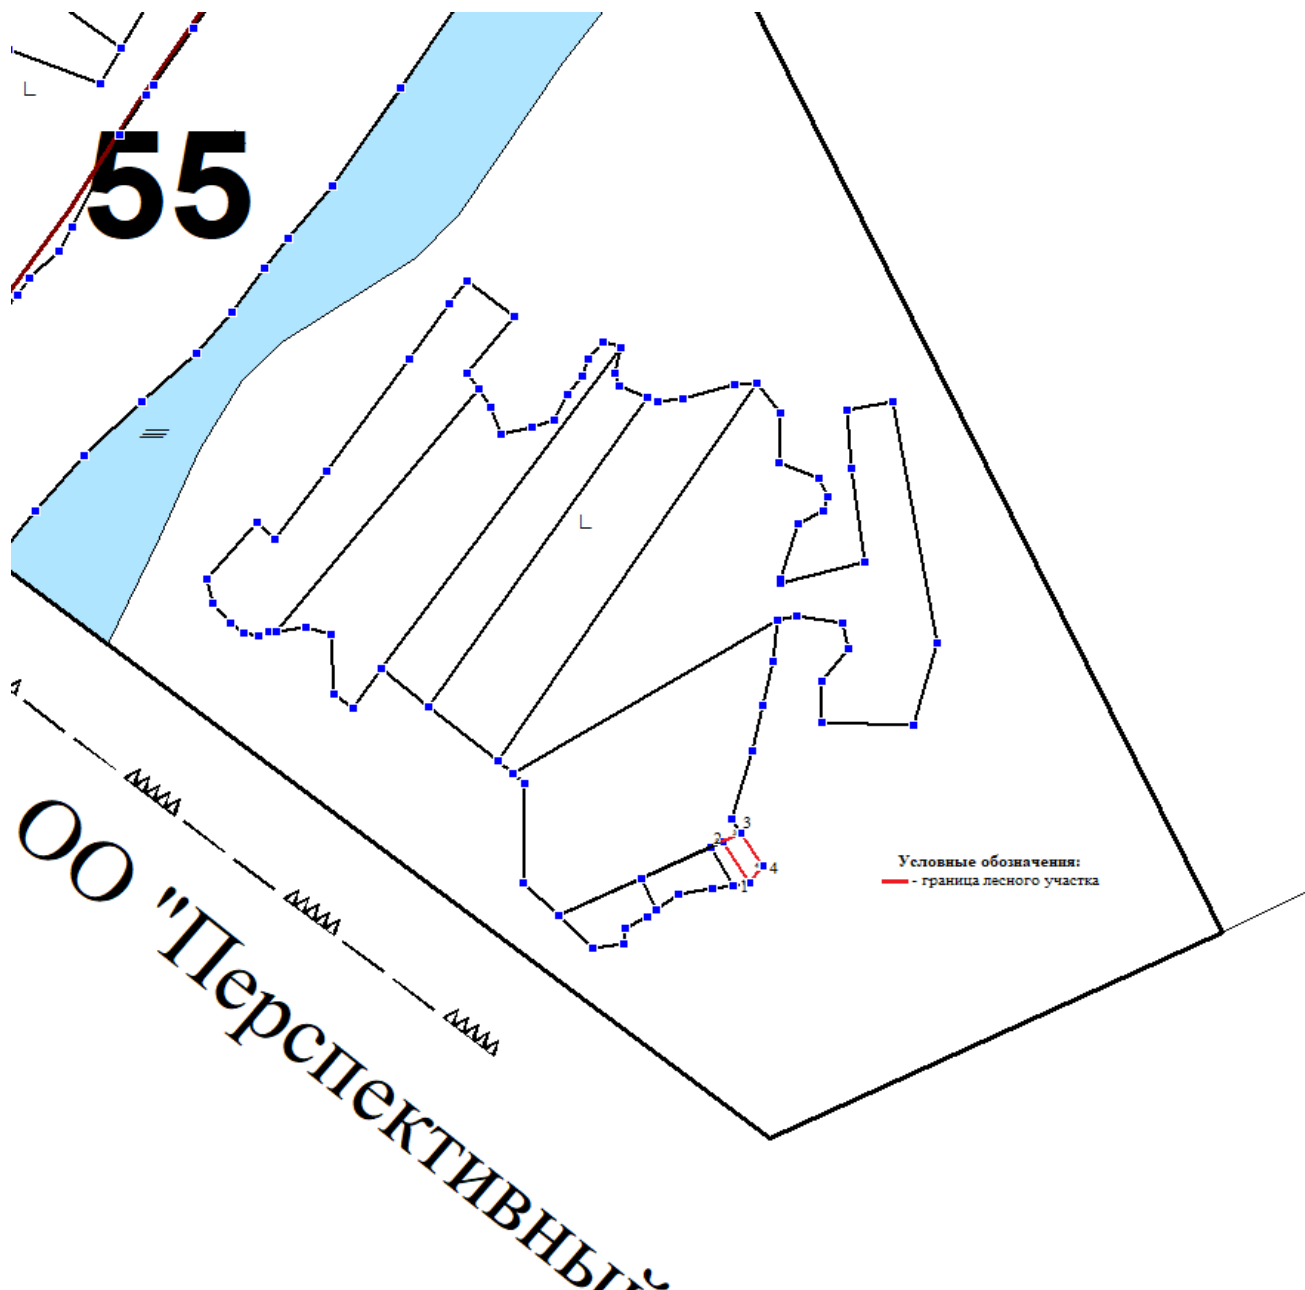 55
3
2
4
1
Условные обозначения:
- граница лесного участка
ОО "Перспективный